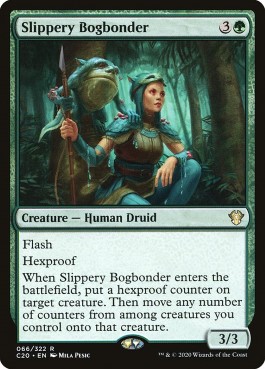 Slippery Bogbonder 3
Creature — Human Druid
Flash
Hexproof
When Slippery Bogbonder enters the
battlefield, put a hexproof counter on
target creature. Then move any number
of counters from among creatures you
control onto that creature.
3/3
066/322 R
C20 • EN Mila Pesic
™ & © 2020 Wizards of the Coast